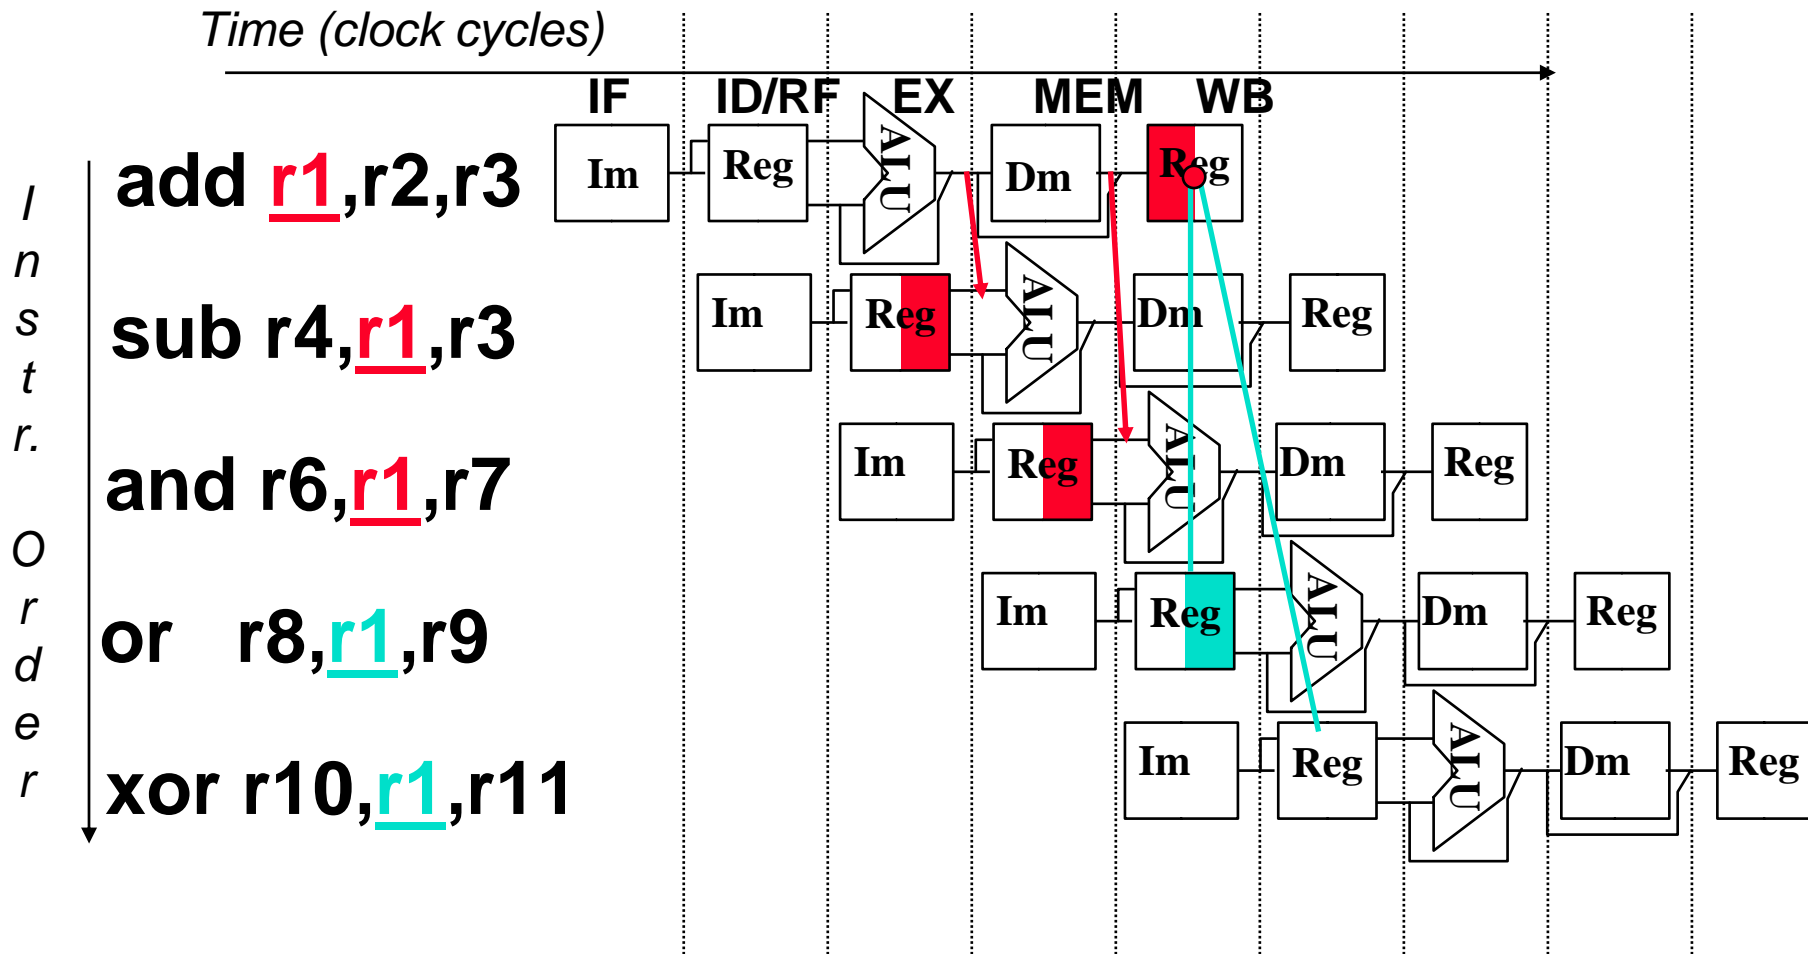 Time (clock cycles)
IF ID/RF EX MEM WB
Instr. Order
add r1,r2,r3 Im Reg ALU Dm Reg
sub r4,r1,r3 Im Reg ALU Dm Reg
and r6,r1,r7 Im Reg ALU Dm Reg
or r8,r1,r9 Im Reg ALU Dm Reg
xor r10,r1,r11 Im Reg ALU Dm Reg